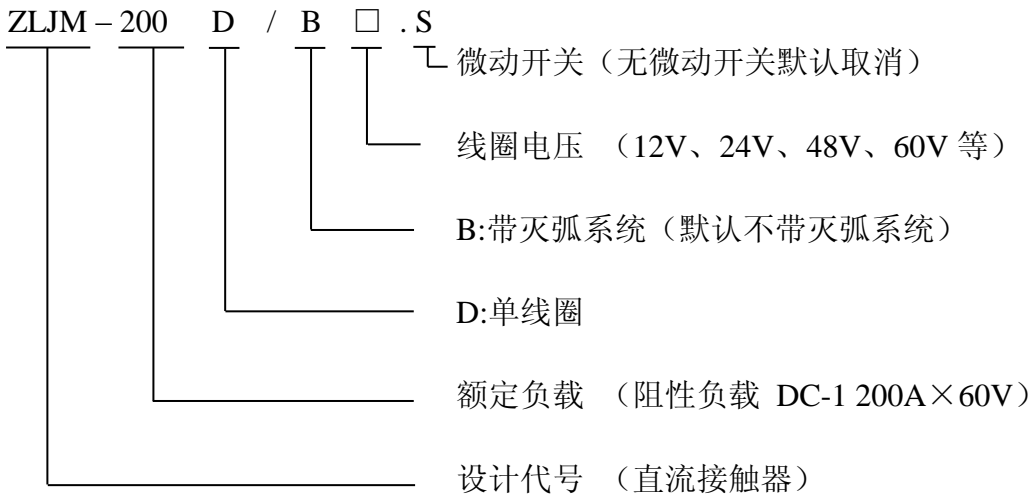 ZLJM – 200 D / B □ . S
微动开关（无微动开关默认取消）
线圈电压 （12V、24V、48V、60V 等）
B:带灭弧系统（默认不带灭弧系统）
D:单线圈
额定负载 （阻性负载 DC-1 200A×60V）
设计代号 （直流接触器）